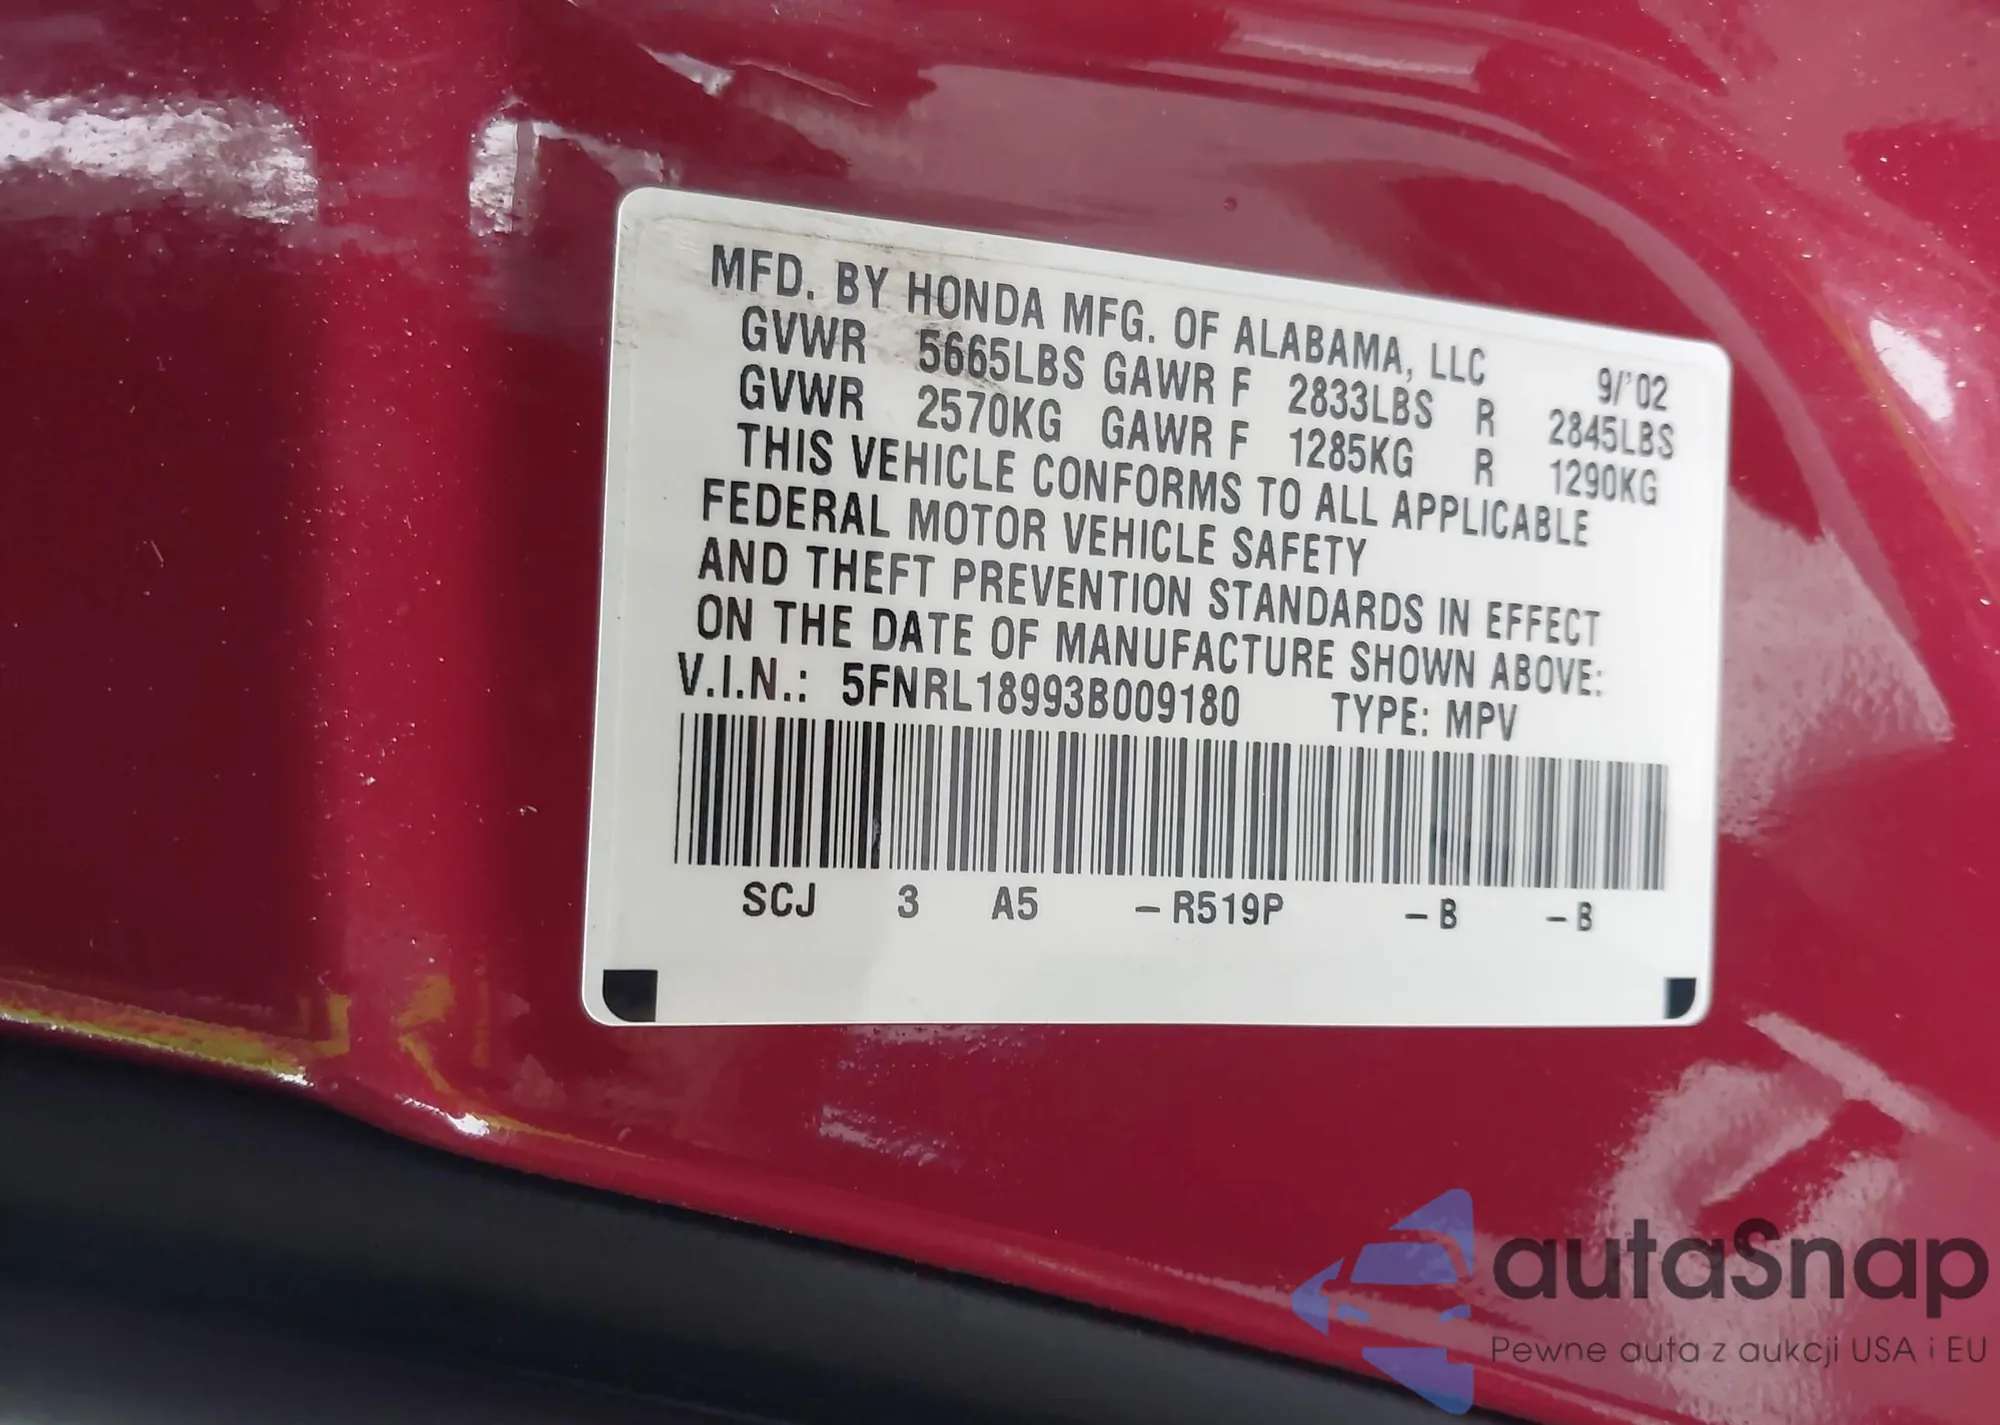 MFD. BY HONDA MFG. OF ALABAMA, LLC 9/'02
GVWR 5665LBS GAWR F 2833LBS R 2845LBS
GVWR 2570KG GAWR F 1285KG R 1290KG
THIS VEHICLE CONFORMS TO ALL APPLICABLE
FEDERAL MOTOR VEHICLE SAFETY
AND THEFT PREVENTION STANDARDS IN EFFECT
ON THE DATE OF MANUFACTURE SHOWN ABOVE:
V.I.N.: 5FNRL18993B009180 TYPE: MPV
SCJ 3 A5 – R519P – B – B
autaSnap
Pewne auta z aukcji USA i EU